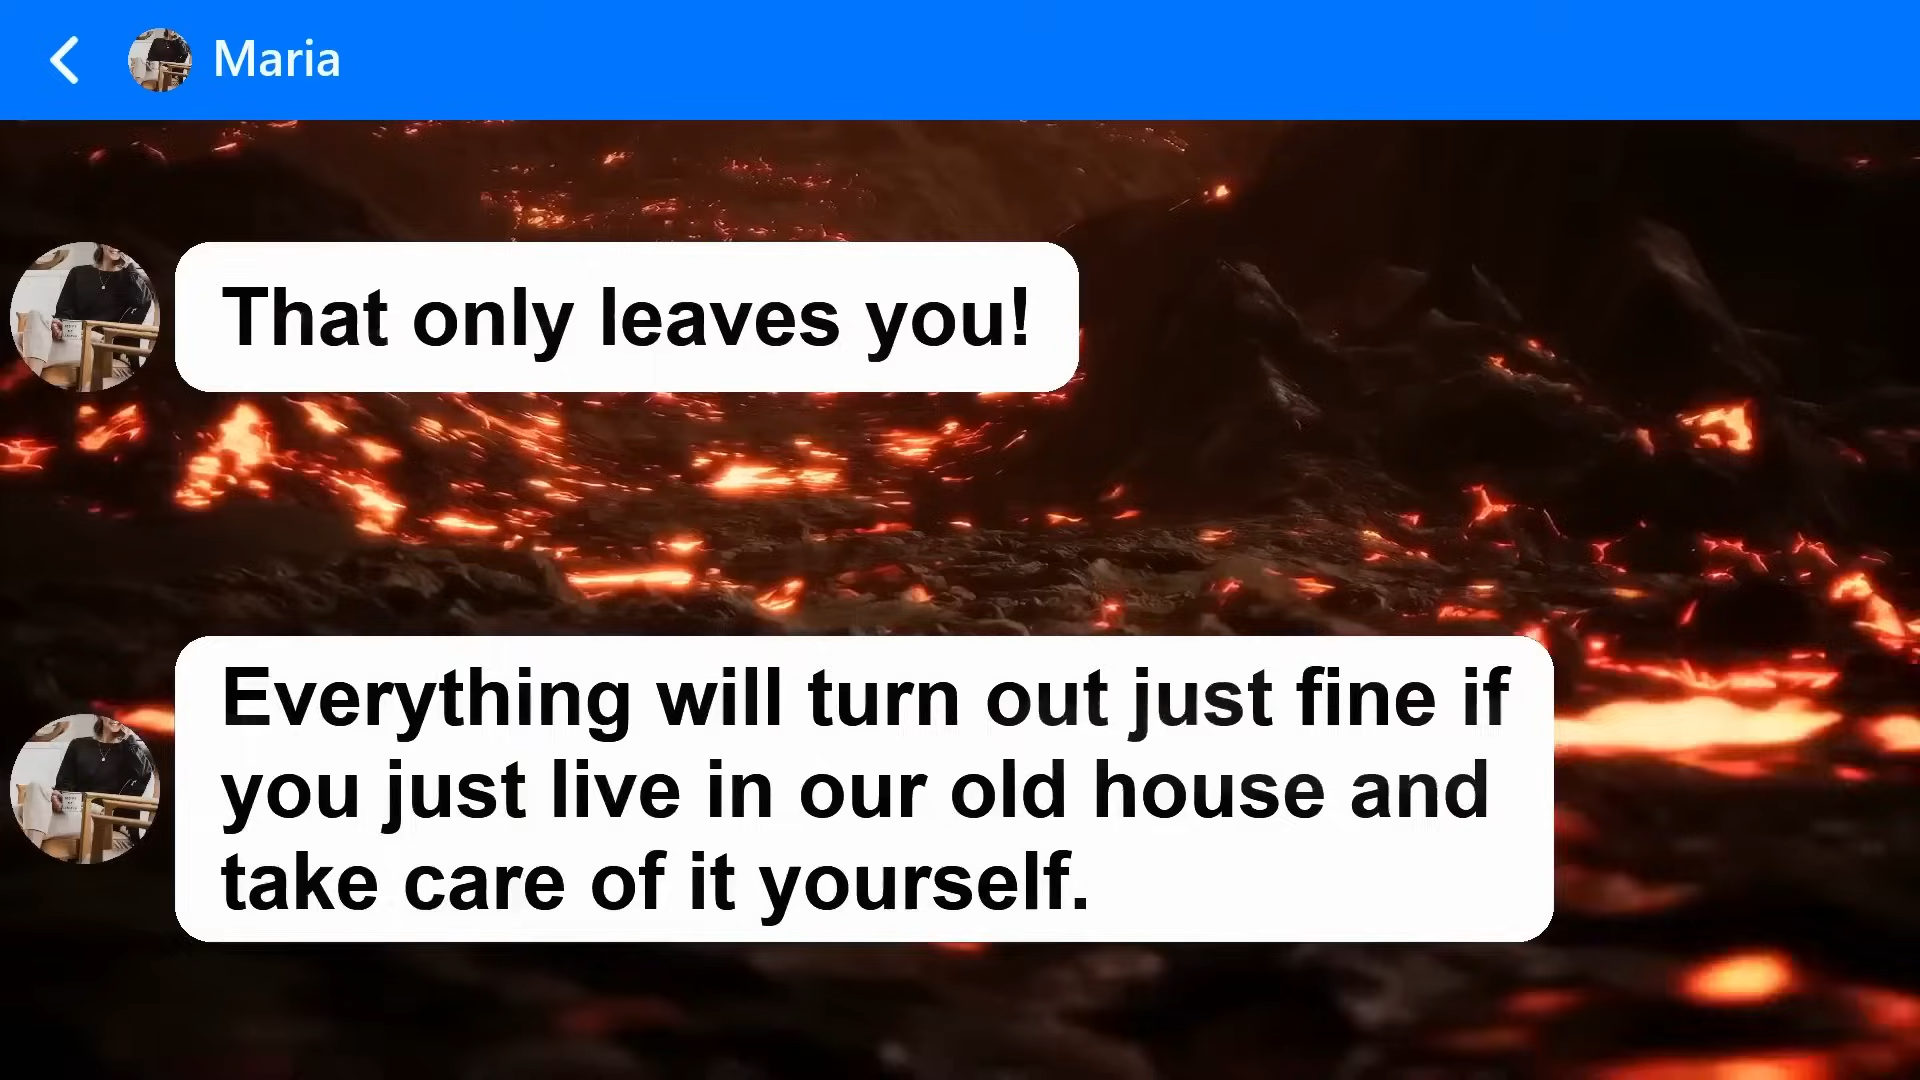 Maria
That only leaves you!
Everything will turn out just fine if
you just live in our old house and
take care of it yourself.